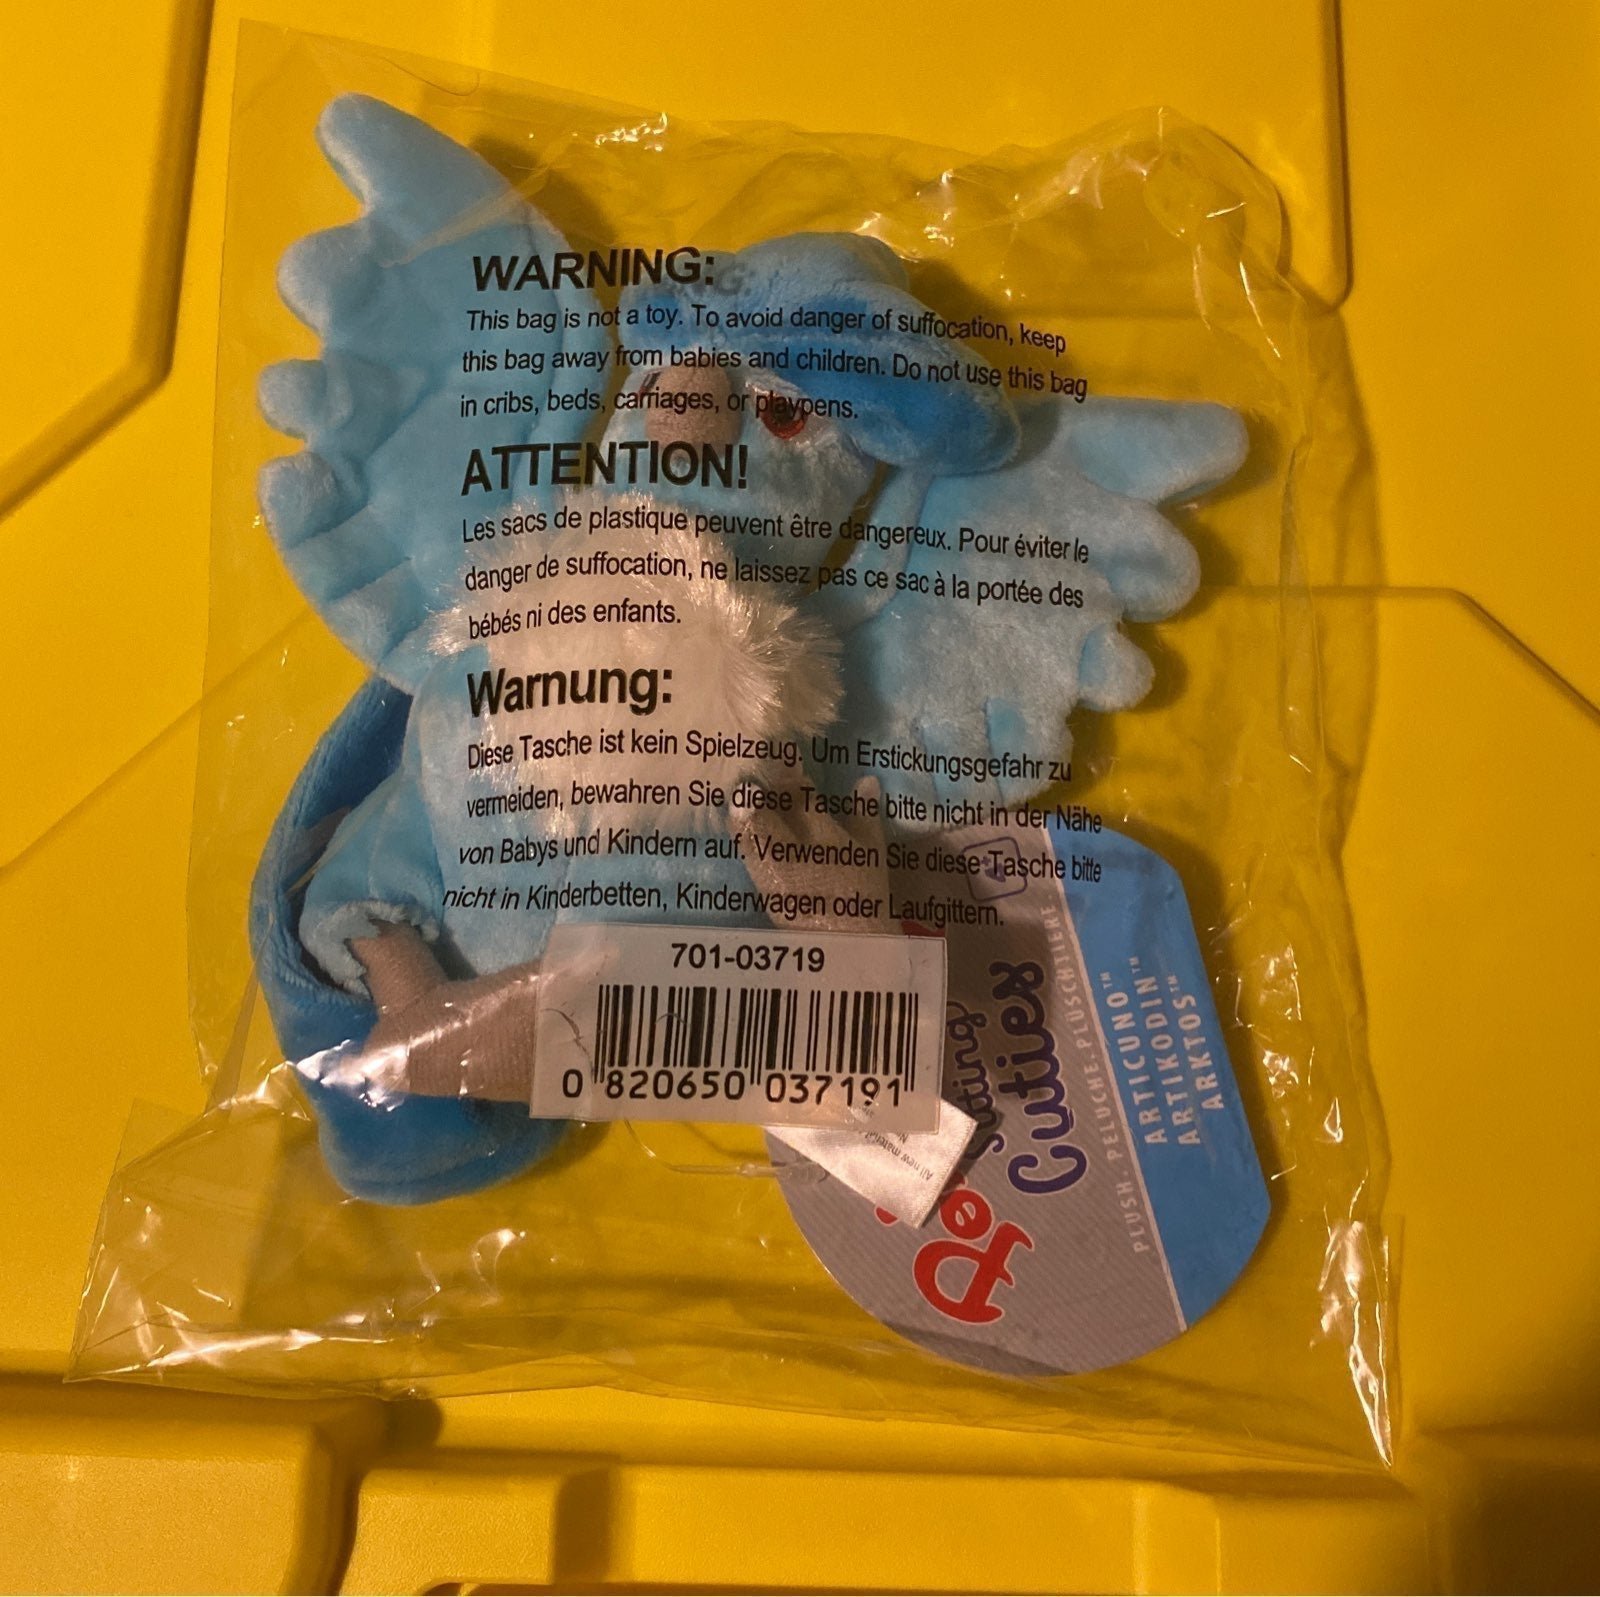 WARNING:
This bag is not a toy. To avoid danger of suffocation, keep
this bag away from babies and children. Do not use this bag
in cribs, beds, carriages, or playpens.
ATTENTION!
Les sacs de plastique peuvent être dangereux. Pour éviter le
danger de suffocation, ne laissez pas ce sac à la portée des
bébés ni des enfants.
Warnung:
Diese Tasche ist kein Spielzeug. Um Erstickungsgefahr zu
vermeiden, bewahren Sie diese Tasche bitte nicht in der Nähe
von Babys und Kindern auf. Verwenden Sie diese Tasche bitte
nicht in Kinderbetten, Kinderwagen oder Laufgittern.
701-03719
0 820650 037191
All new material
Sitting
Cuties
PLUSH. PELUCHE. PLÜSCHTIERE.
ARTICUNO™
ARTIKODIN™
ARKTOS™